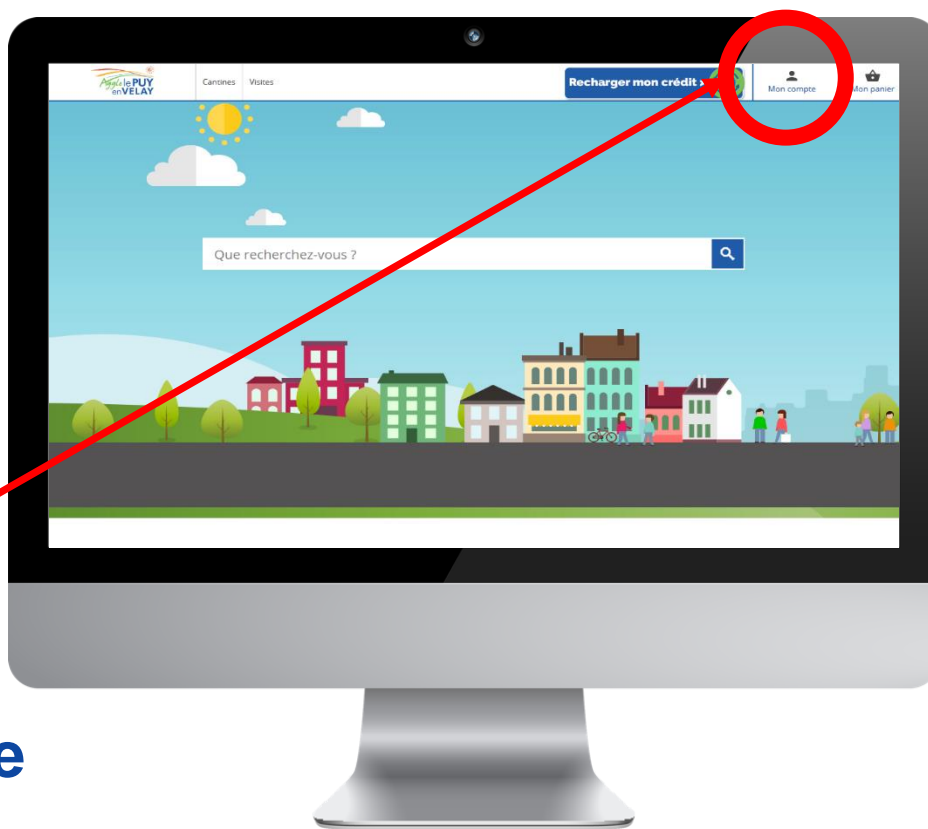 Agglo le PUY
en VELAY
Cantines Visites
Recharger mon crédit
Mon compte
Mon panier
Que recherchez-vous ?
e